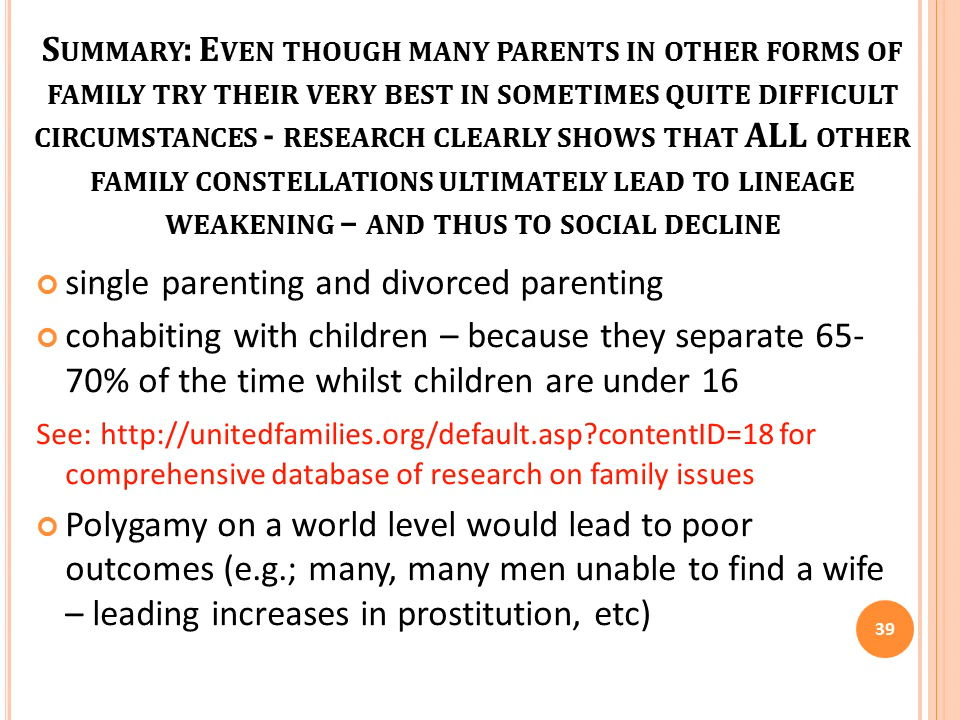 SUMMARY: EVEN THOUGH MANY PARENTS IN OTHER FORMS OF
FAMILY TRY THEIR VERY BEST IN SOMETIMES QUITE DIFFICULT
CIRCUMSTANCES - RESEARCH CLEARLY SHOWS THAT ALL OTHER
FAMILY CONSTELLATIONS ULTIMATELY LEAD TO LINEAGE
WEAKENING – AND THUS TO SOCIAL DECLINE
single parenting and divorced parenting
cohabiting with children – because they separate 65-
70% of the time whilst children are under 16
See: http://unitedfamilies.org/default.asp?contentID=18 for
comprehensive database of research on family issues
Polygamy on a world level would lead to poor
outcomes (e.g.; many, many men unable to find a wife
– leading increases in prostitution, etc)
39